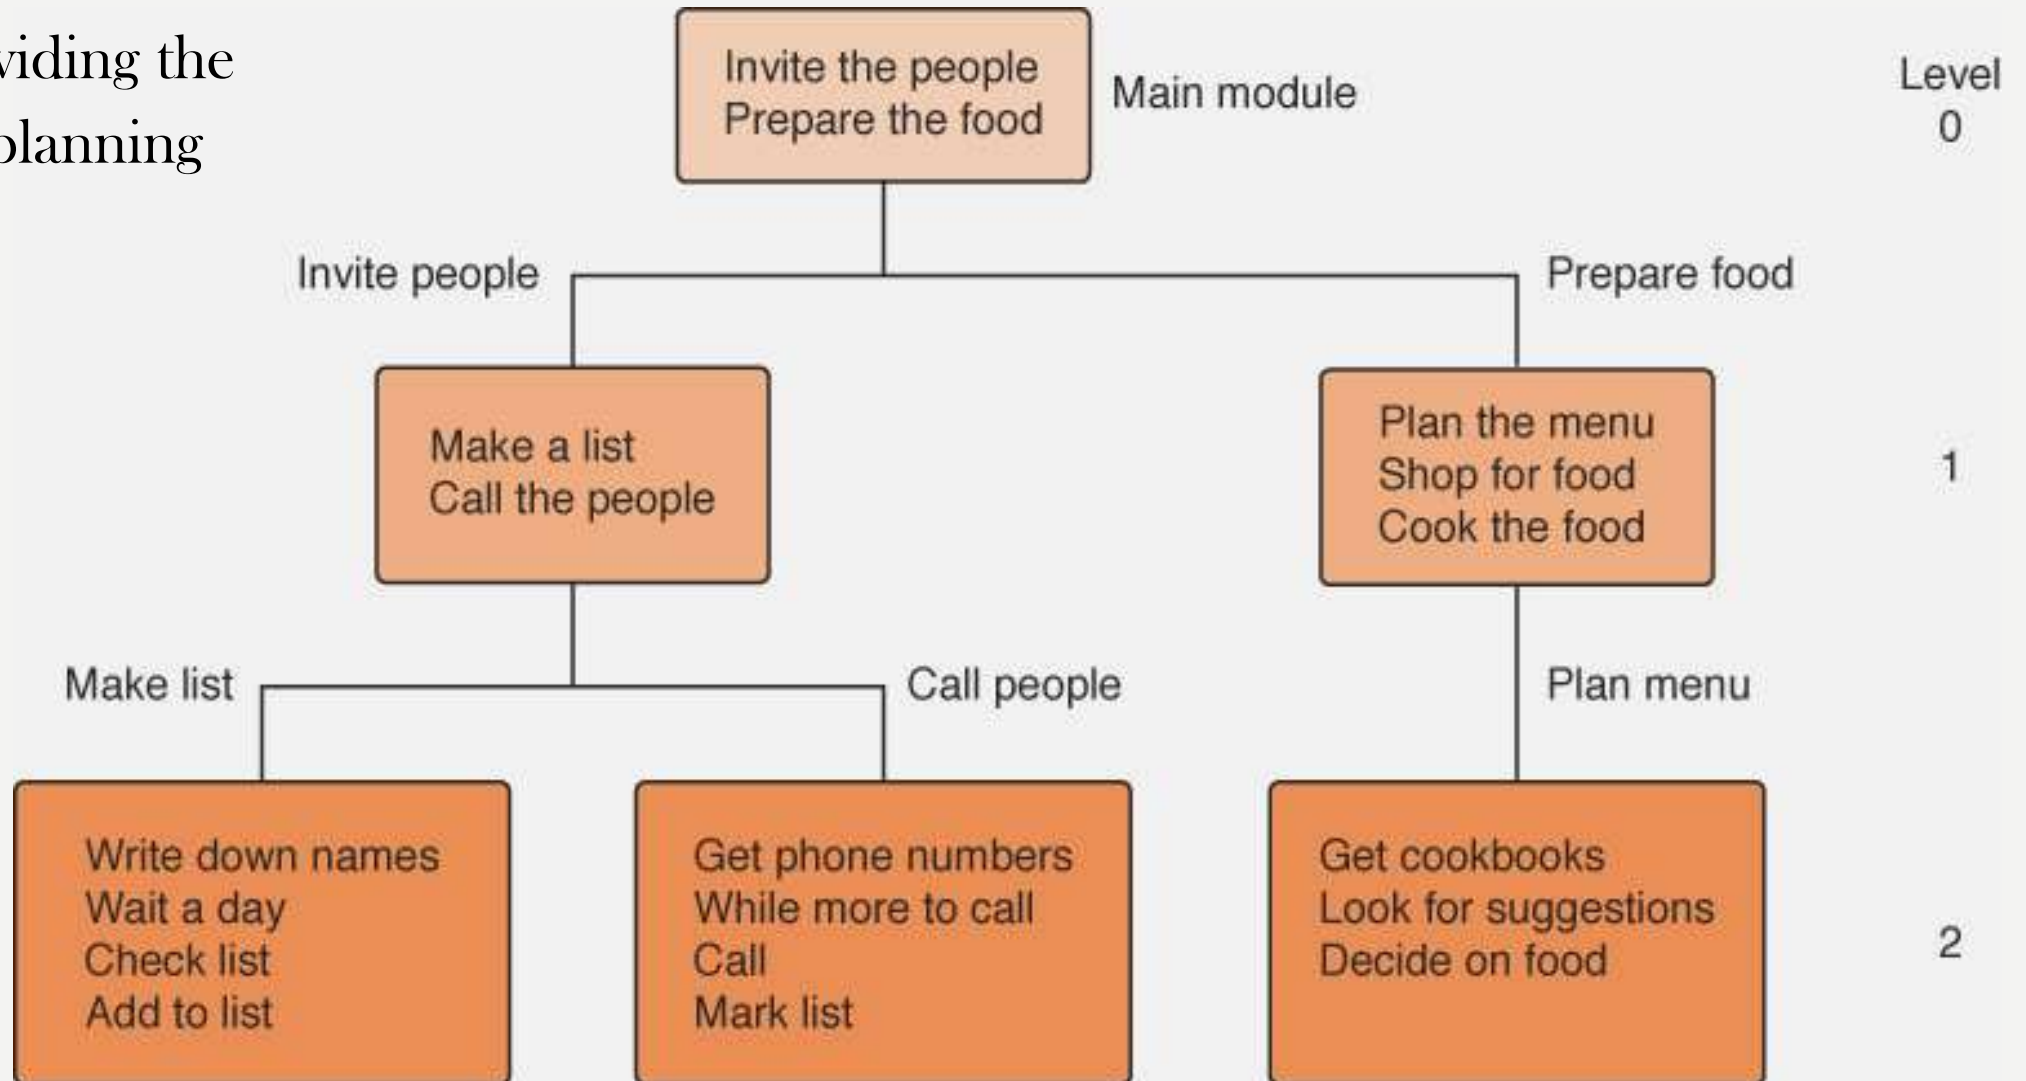 viding the
planning
Invite the people
Prepare the food
Main module
Level
0
Invite people
Prepare food
Make a list
Call the people
Plan the menu
Shop for food
Cook the food
1
Make list
Call people
Plan menu
Write down names
Wait a day
Check list
Add to list
Get phone numbers
While more to call
Call
Mark list
Get cookbooks
Look for suggestions
Decide on food
2